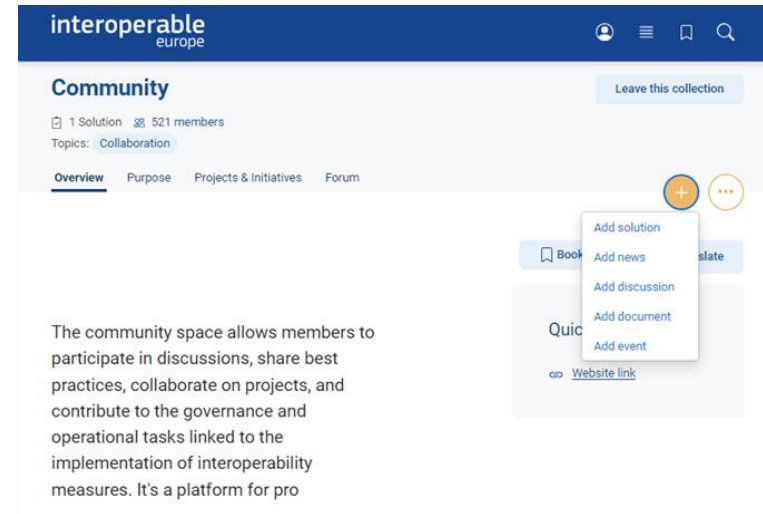 interoperable
europe
Community
Leave this collection
1 Solution 521 members
Topics: Collaboration
Overview Purpose Projects & Initiatives Forum
Add solution
Add news
Add discussion
Add document
Add event
Website link
The community space allows members to
participate in discussions, share best
practices, collaborate on projects, and
contribute to the governance and
operational tasks linked to the
implementation of interoperability
measures. It's a platform for pro